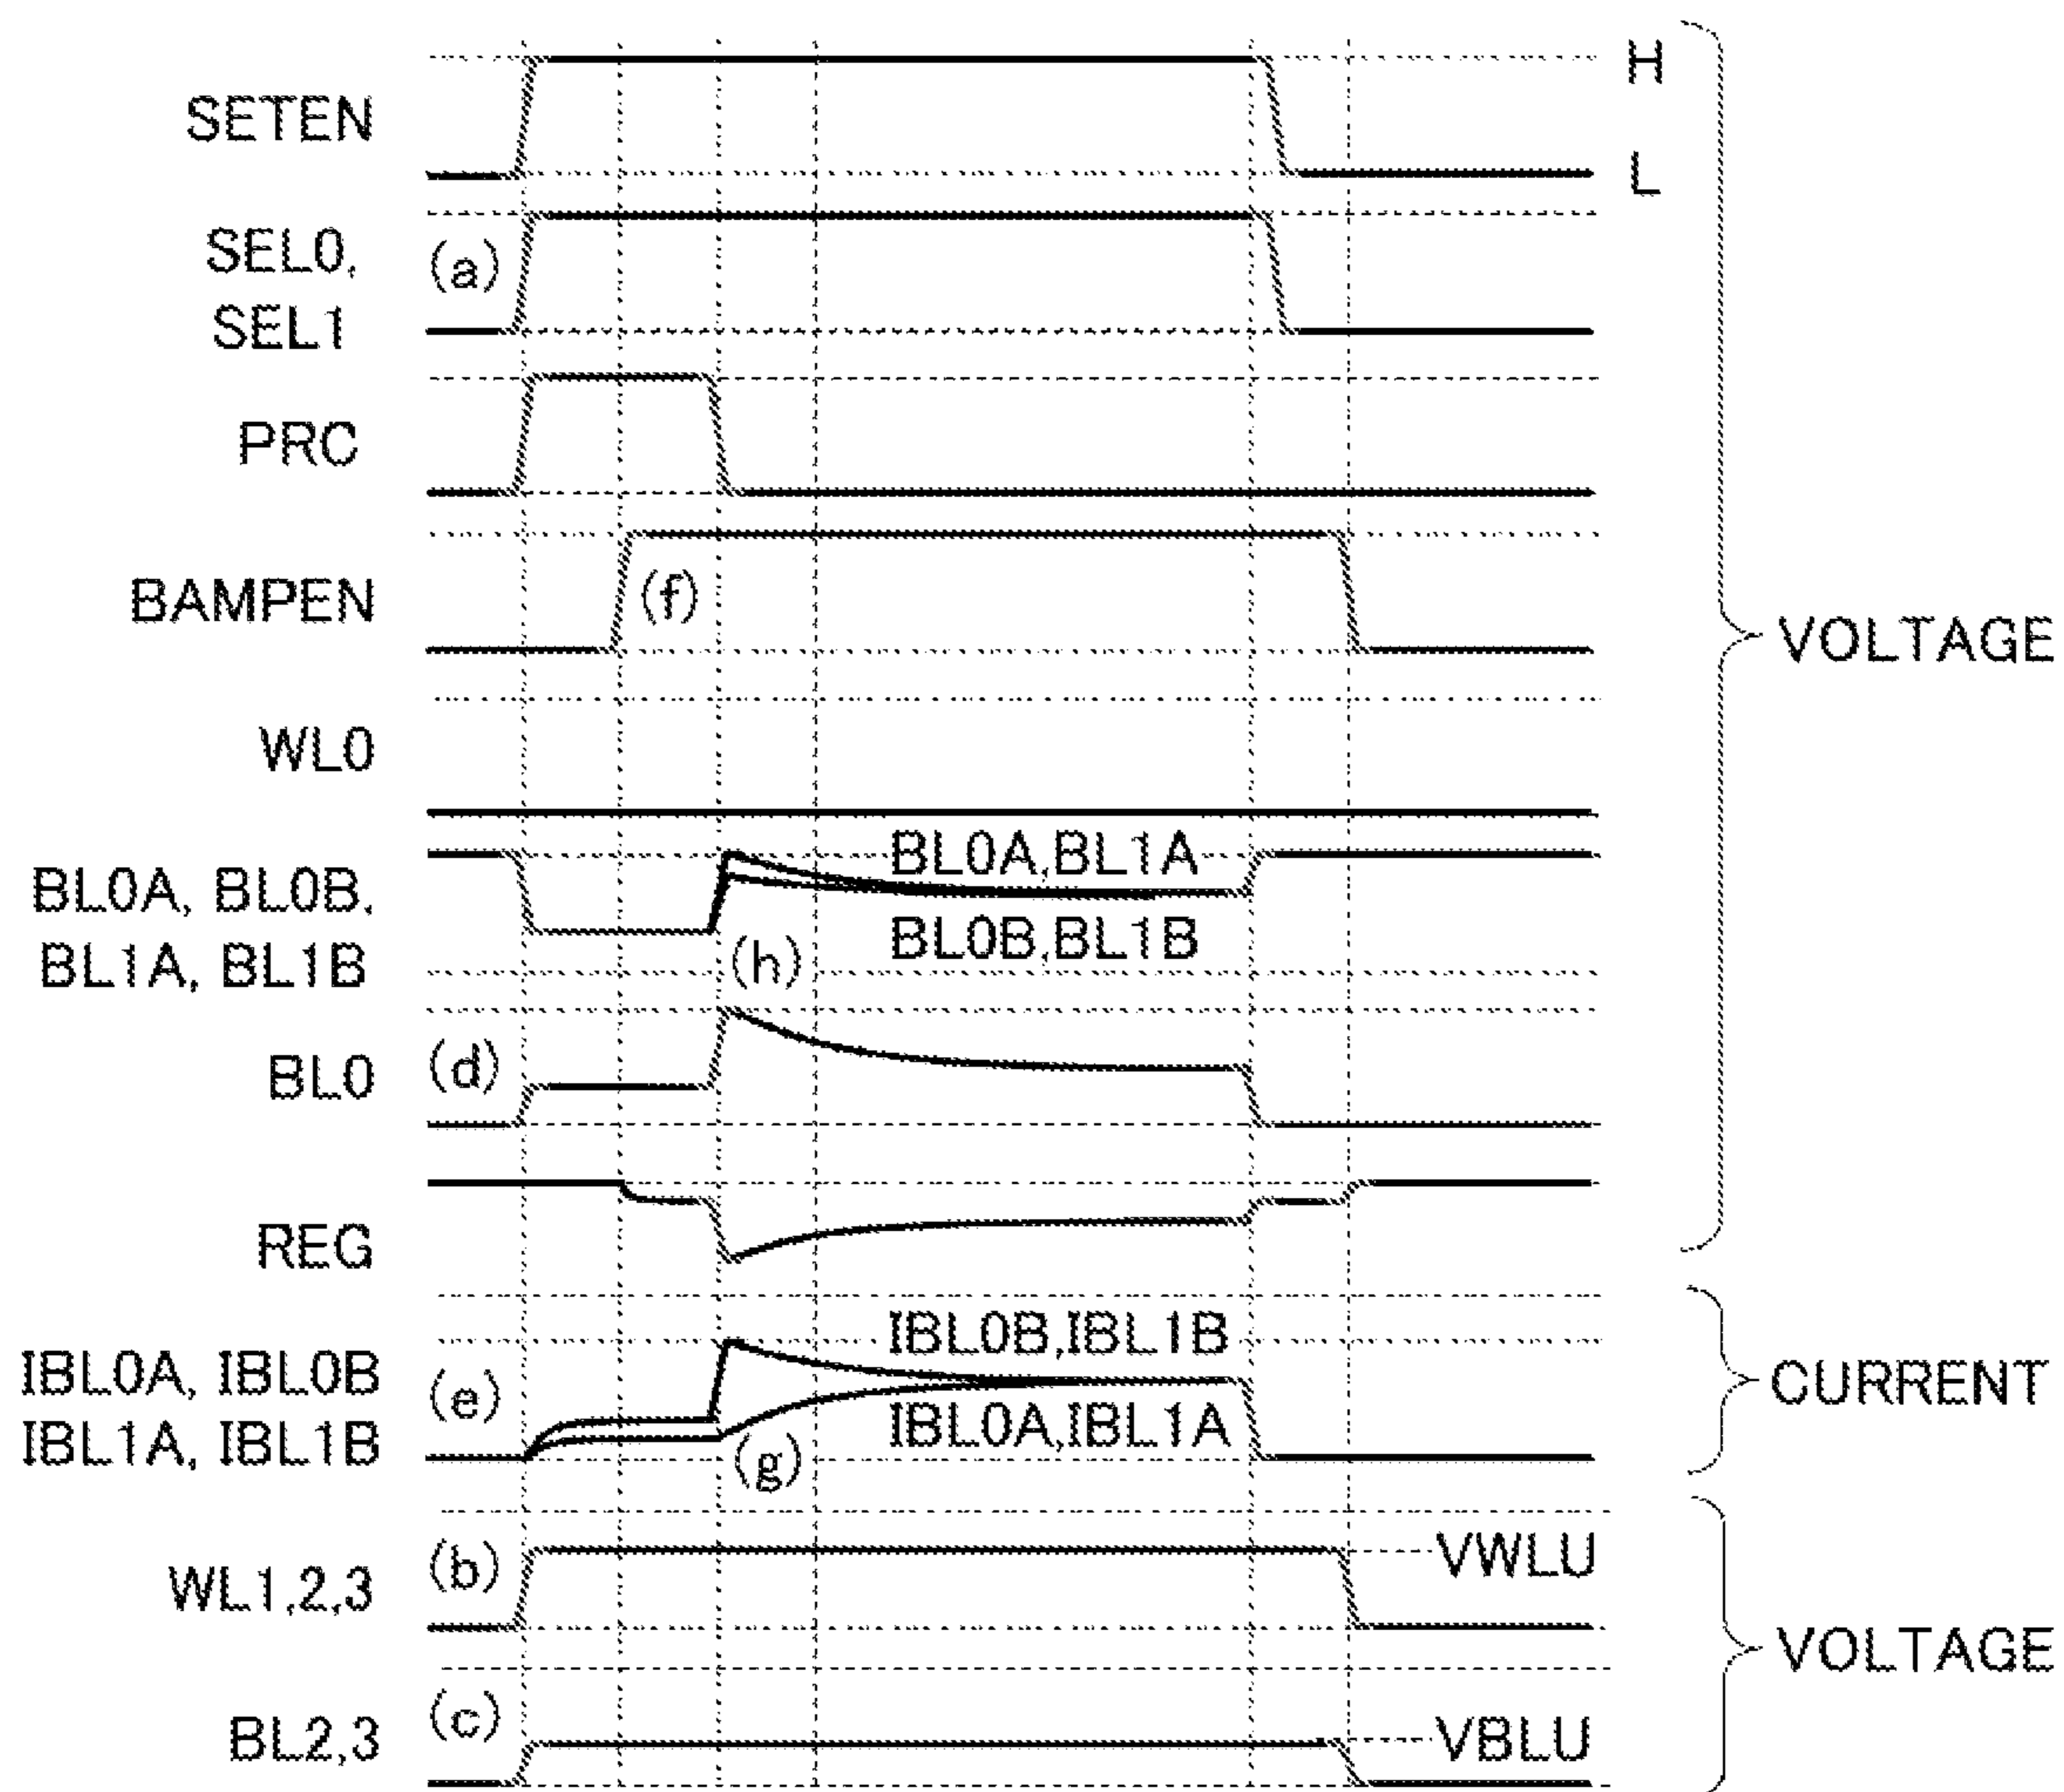 SETEN
H
L
SEL0,
SEL1
(a)
PRC
BAMPEN
(f)
VOLTAGE
WL0
BL0A, BL0B,
BL1A, BL1B
BL0A,BL1A
BL0B,BL1B
(h)
BL0
(d)
REG
IBL0A, IBL0B
IBL1A, IBL1B
(e)
IBL0B,IBL1B
IBL0A,IBL1A
(g)
CURRENT
WL1,2,3
(b)
VWLU
VOLTAGE
BL2,3
(c)
VBLU